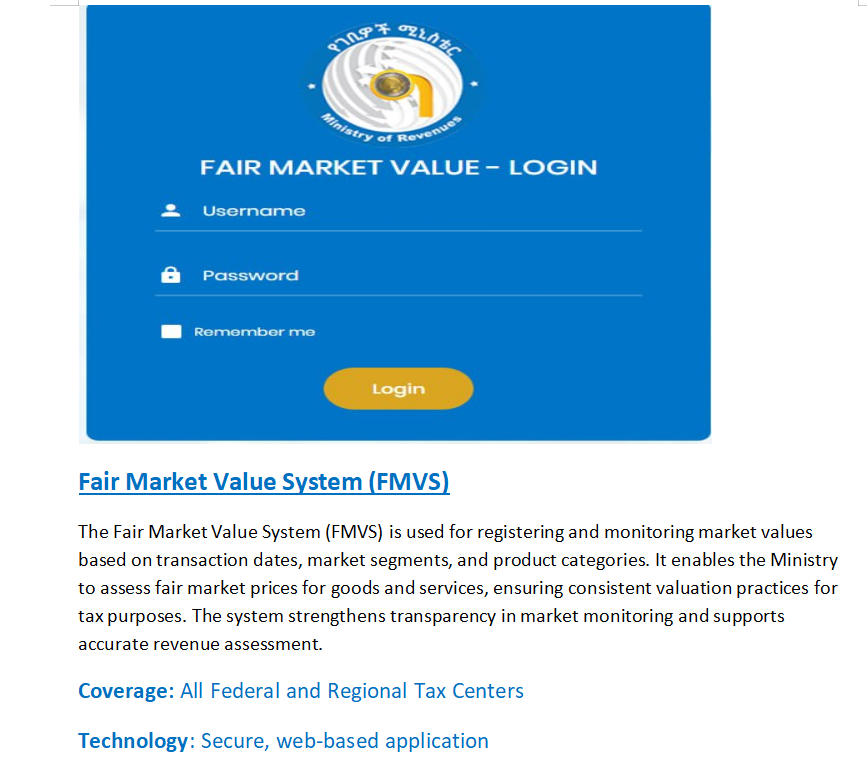 የገቢዎች ሚኒስቴር
Ministry of Revenues
FAIR MARKET VALUE – LOGIN
Username
Password
Remember me
Login
Fair Market Value System (FMVS)
The Fair Market Value System (FMVS) is used for registering and monitoring market values
based on transaction dates, market segments, and product categories. It enables the Ministry
to assess fair market prices for goods and services, ensuring consistent valuation practices for
tax purposes. The system strengthens transparency in market monitoring and supports
accurate revenue assessment.
Coverage: All Federal and Regional Tax Centers
Technology: Secure, web-based application